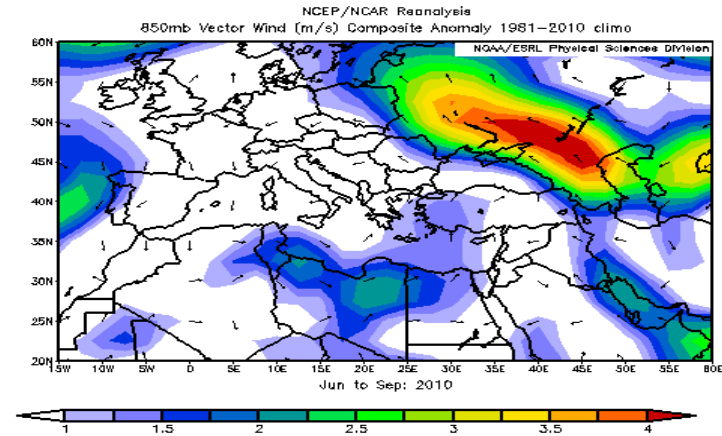 NCEP/NCAR Reanalysis
850mb Vector Wind (m/s) Composite Anomaly 1981-2010 climo
NOAA/ESRL Physical Sciences Division
60N
55N
50N
45N
40N
35N
30N
25N
20N
15W 10W 5W 0 5E 10E 15E 20E 25E 30E 35E 40E 45E 50E 55E 60E
Jun to Sep: 2010
1 1.5 2 2.5 3 3.5 4